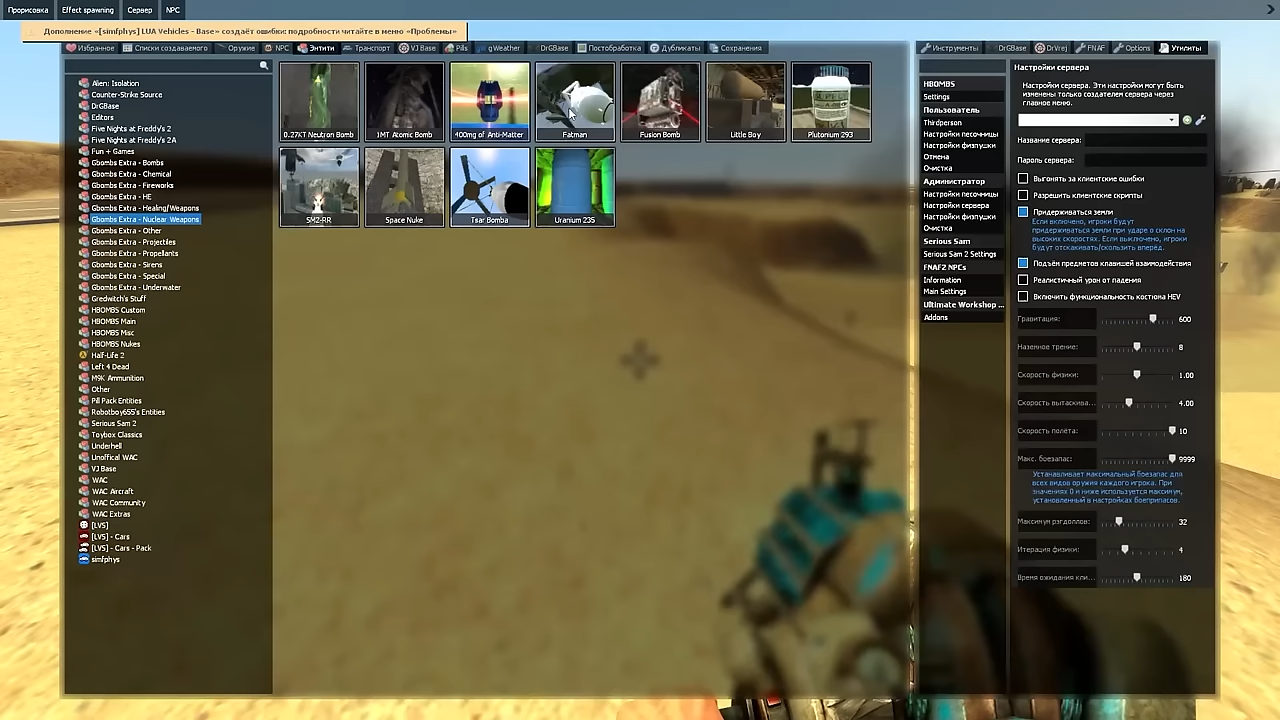 Прорисовка Effect spawning Сервер NPC
Дополнение «[simfphys] LUA Vehicles - Base» создаёт ошибки: подробности читайте в меню «Проблемы»
Избранное Списки создаваемого Оружие NPC Энтити Транспорт VJ Base Pills gWeather DrGBase Постобработка Дубликаты Сохранения
Alien: Isolation
Counter-Strike Source
DrGBase
Editors
Five Nights at Freddy's 2
Five Nights at Freddy's 2A
Fun + Games
Gbombs Extra - Bombs
Gbombs Extra - Chemical
Gbombs Extra - Fireworks
Gbombs Extra - HE
Gbombs Extra - Healing/Weapons
Gbombs Extra - Nuclear Weapons
Gbombs Extra - Other
Gbombs Extra - Projectiles
Gbombs Extra - Propellants
Gbombs Extra - Sirens
Gbombs Extra - Special
Gbombs Extra - Underwater
Gredwitch's Stuff
HBOMBS Custom
HBOMBS Main
HBOMBS Misc
HBOMBS Nukes
Half-Life 2
Left 4 Dead
M9K Ammunition
Other
Pill Pack Entities
Robotboy655's Entities
Serious Sam 2
Toybox Classics
Underhell
Unoffical WAC
VJ Base
WAC
WAC Aircraft
WAC Community
WAC Extras
[LVS]
[LVS] - Cars
[LVS] - Cars - Pack
simfphys
0.27KT Neutron Bomb 1MT Atomic Bomb 400mg of Anti-Matter Fatman Fusion Bomb Little Boy Plutonium 293
SM2-RR Space Nuke Tsar Bomba Uranium 235
Инструменты DrGBase DrVrej FNAF Options Утилиты
HBOMBS
Settings
Пользователь
Thirdperson
Настройки песочницы
Настройки физпушки
Отмена
Очистка
Администратор
Настройки песочницы
Настройки сервера
Настройки физпушки
Очистка
Serious Sam
Serious Sam 2 Settings
FNAF2 NPCs
Information
Main Settings
Ultimate Workshop ...
Addons
Настройки сервера
Настройки сервера. Эти настройки могут быть
изменены только создателем сервера через
главное меню.
Название сервера:
Пароль сервера:
Выгонять за клиентские ошибки
Разрешить клиентские скрипты
Придерживаться земли
Если включено, игроки будут
придерживаться земли при ударе о склон на
высоких скоростях. Если выключено, игроки
будут отскакивать/скользить вперёд.
Подъём предметов клавишей взаимодействия
Реалистичный урон от падения
Включить функциональность костюма HEV
Гравитация: 600
Наземное трение: 8
Скорость физики: 1.00
Скорость вытаскива... 4.00
Скорость полёта: 10
Макс. боезапас: 9999
Устанавливает максимальный боезапас для
всех видов оружия каждого игрока. При
значениях 0 и ниже используется максимум,
установленный в настройках боеприпасов.
Максимум рэгдоллов: 32
Итерация физики: 4
Время ожидания кли... 180